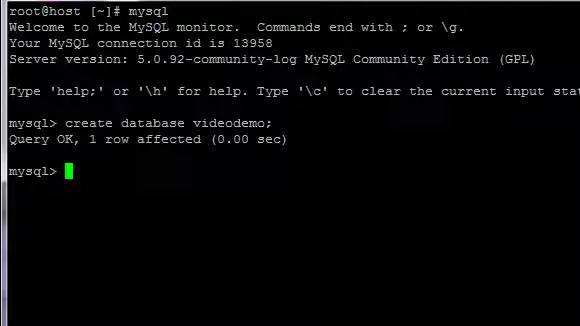 root@host [~]# mysql
Welcome to the MySQL monitor.  Commands end with ; or \g.
Your MySQL connection id is 13958
Server version: 5.0.92-community-log MySQL Community Edition (GPL)
Type 'help;' or '\h' for help. Type '\c' to clear the current input
mysql> create database videodemo;
Query OK, 1 row affected (0.00 sec)
mysql>